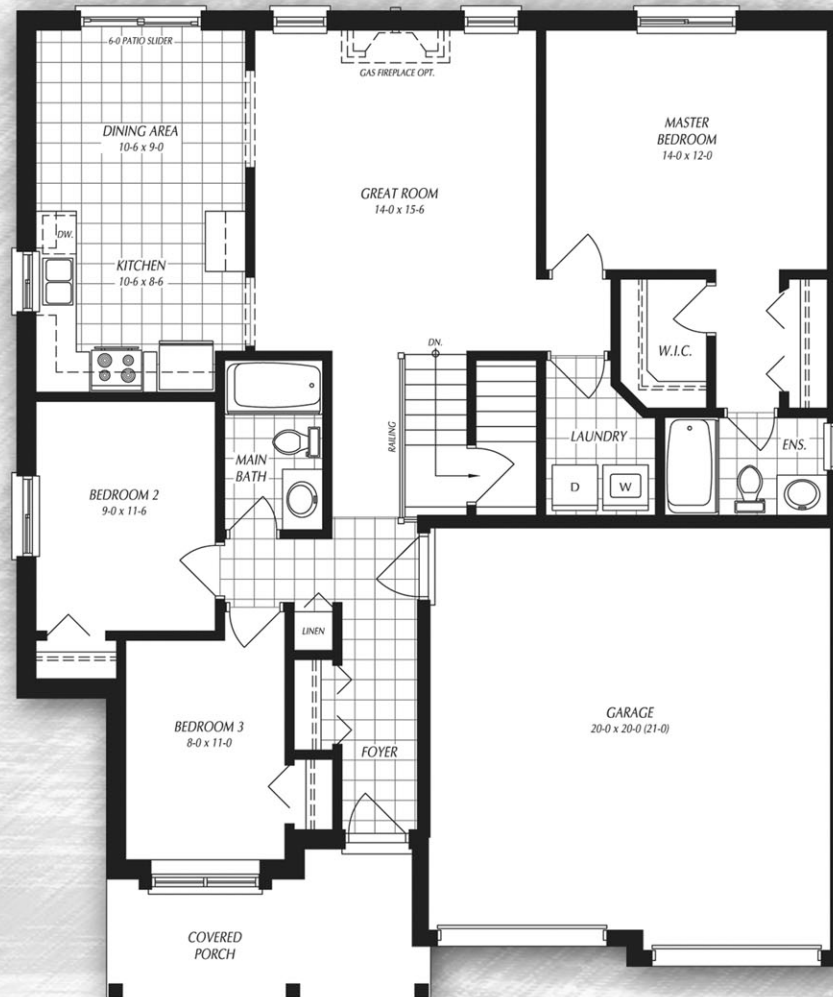 6-0 PATIO SLIDER
GAS FIREPLACE OPT.
DINING AREA
10-6 x 9-0
MASTER
BEDROOM
14-0 x 12-0
GREAT ROOM
14-0 x 15-6
DW.
KITCHEN
10-6 x 8-6
DN.
W.I.C.
RAILING
LAUNDRY
ENS.
MAIN
BATH
D
W
BEDROOM 2
9-0 x 11-6
LINEN
BEDROOM 3
8-0 x 11-0
FOYER
GARAGE
20-0 x 20-0 (21-0)
COVERED
PORCH